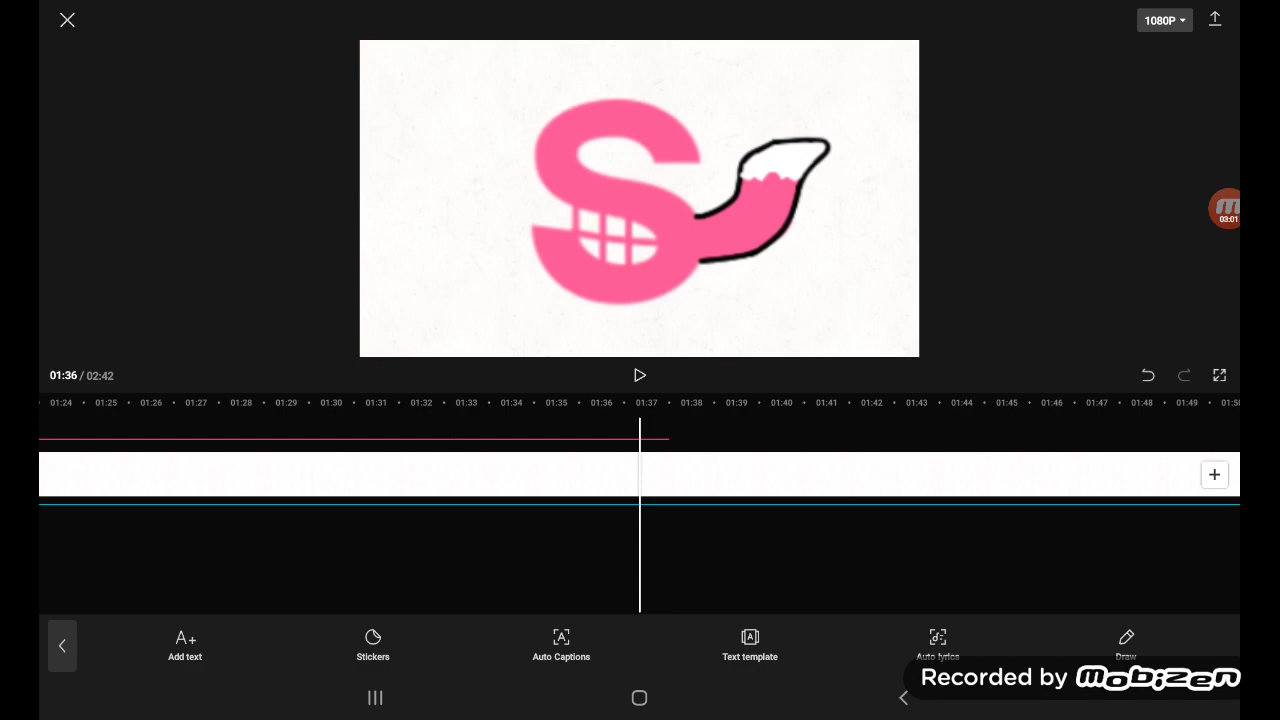 1080P
S
03:01
01:36 / 02:42
01:24 01:25 01:26 01:27 01:28 01:29 01:30 01:31 01:32 01:33 01:34 01:35 01:36 01:37 01:38 01:39 01:40 01:41 01:42 01:43 01:44 01:45 01:46 01:47 01:48 01:49
Add text Stickers Auto Captions Text template Auto lyrics Draw
Recorded by mobizen